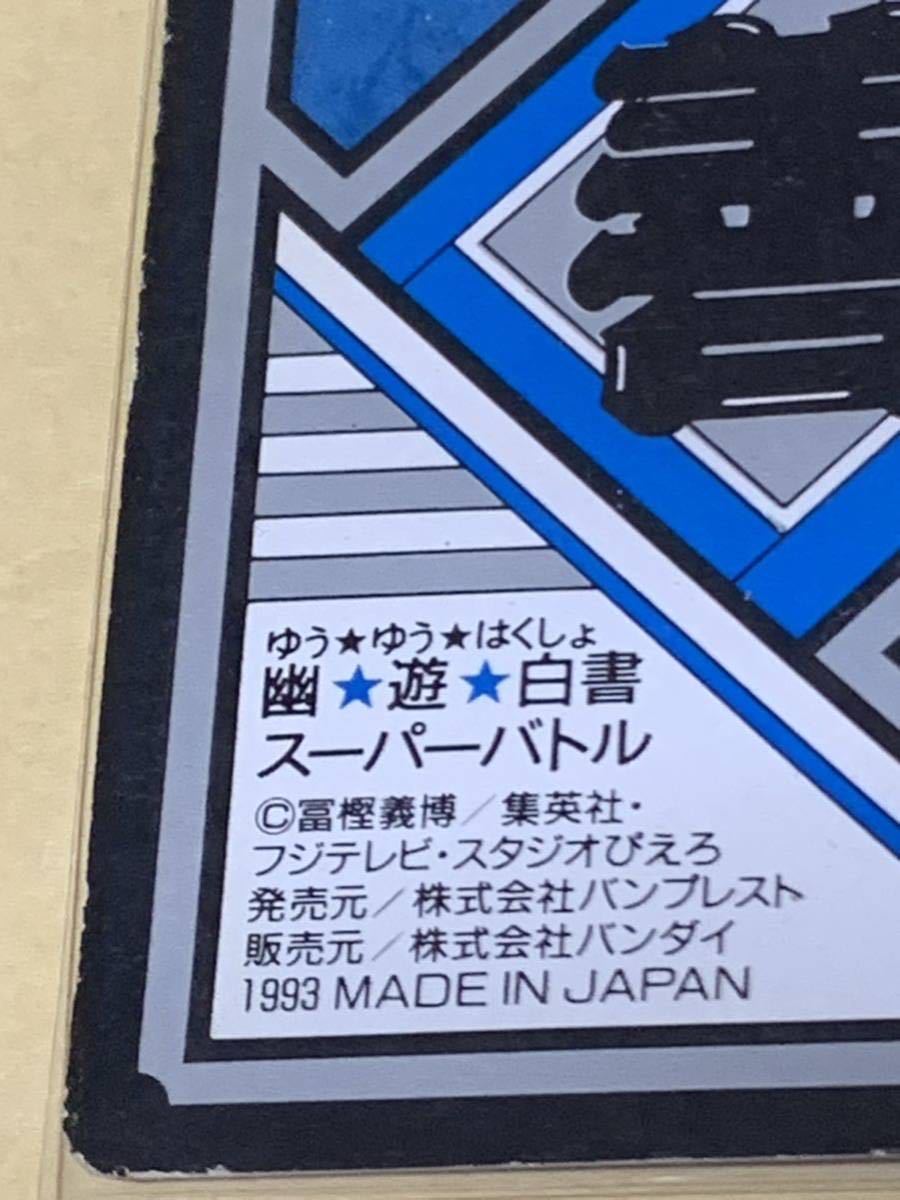 書
ゆう★ゆう★はくしょ
幽★遊★白書
スーパーバトル
©冨樫義博／集英社・
フジテレビ・スタジオぴえろ
発売元／株式会社バンプレスト
販売元／株式会社バンダイ
1993 MADE IN JAPAN